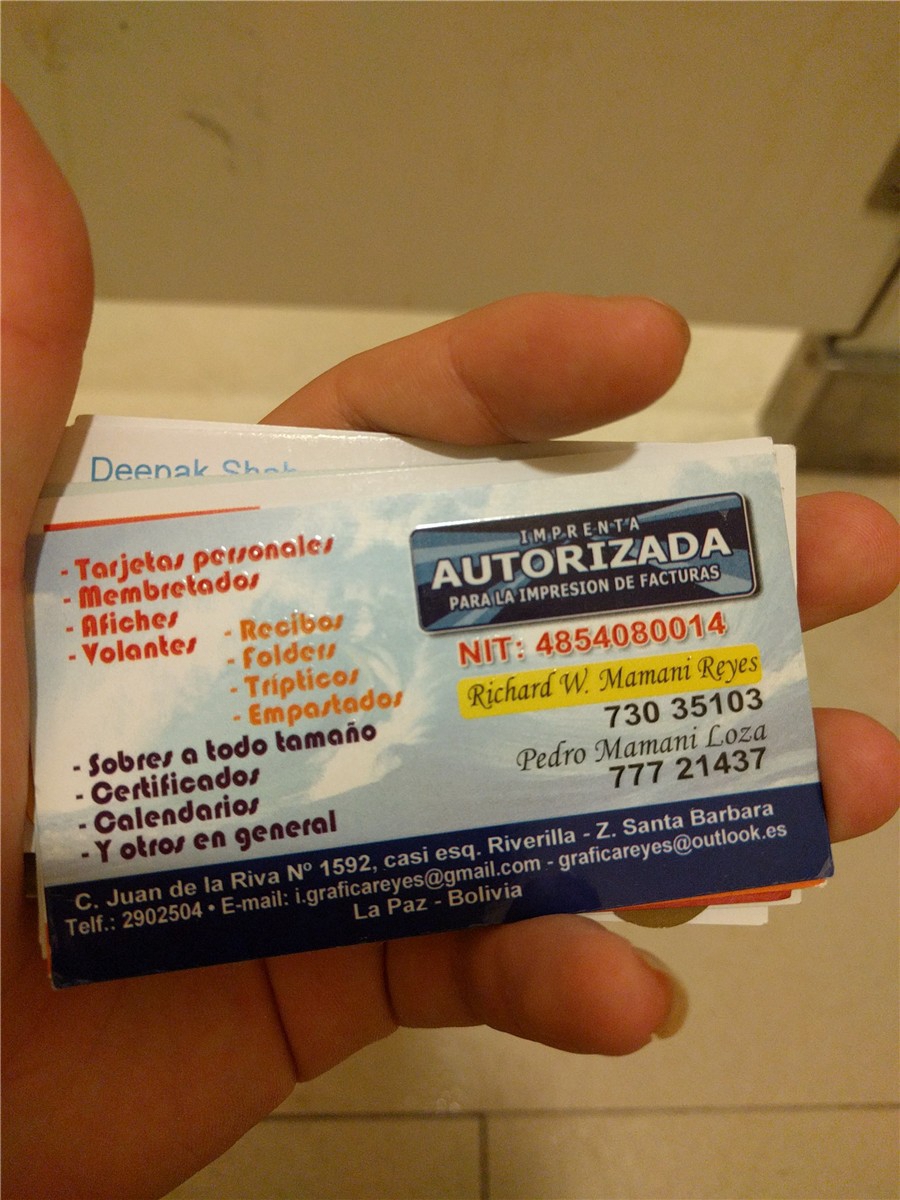 Deepak Shah
- Tarjetas personales
- Membretados
- Afiches
- Volantes
- Recibos
- Folders
- Trípticos
- Empastados
- Sobres a todo tamaño
- Certificados
- Calendarios
- Y otros en general
IMPRENTA
AUTORIZADA
PARA LA IMPRESION DE FACTURAS
NIT: 4854080014
Richard W. Mamani Reyes
730 35103
Pedro Mamani Loza
777 21437
C. Juan de la Riva Nº 1592, casi esq. Riverilla - Z. Santa Barbara
Telf.: 2902504 • E-mail: i.graficareyes@gmail.com - graficareyes@outlook.es
La Paz - Bolivia